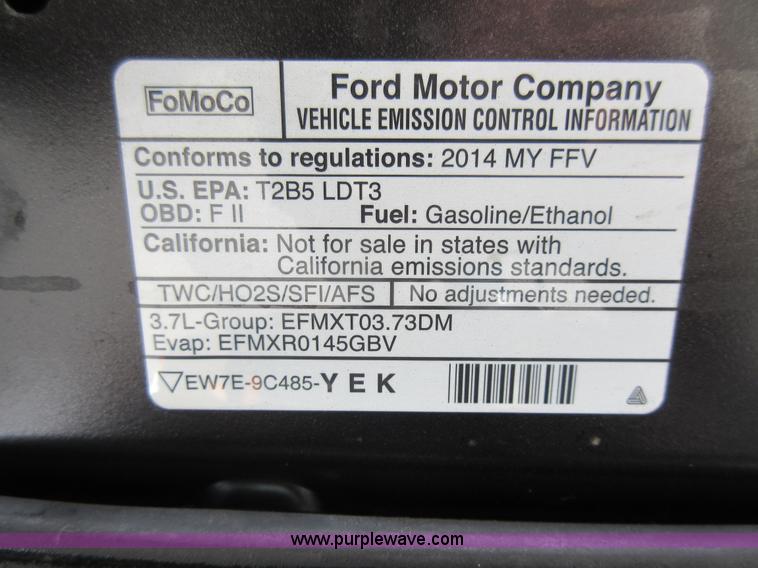 FoMoCo
Ford Motor Company
VEHICLE EMISSION CONTROL INFORMATION
Conforms to regulations: 2014 MY FFV
U.S. EPA: T2B5 LDT3
OBD: F II Fuel: Gasoline/Ethanol
California: Not for sale in states with
California emissions standards.
TWC/HO2S/SFI/AFS No adjustments needed.
3.7L-Group: EFMXT03.73DM
Evap: EFMXR0145GBV
EW7E-9C485-Y E K
www.purplewave.com